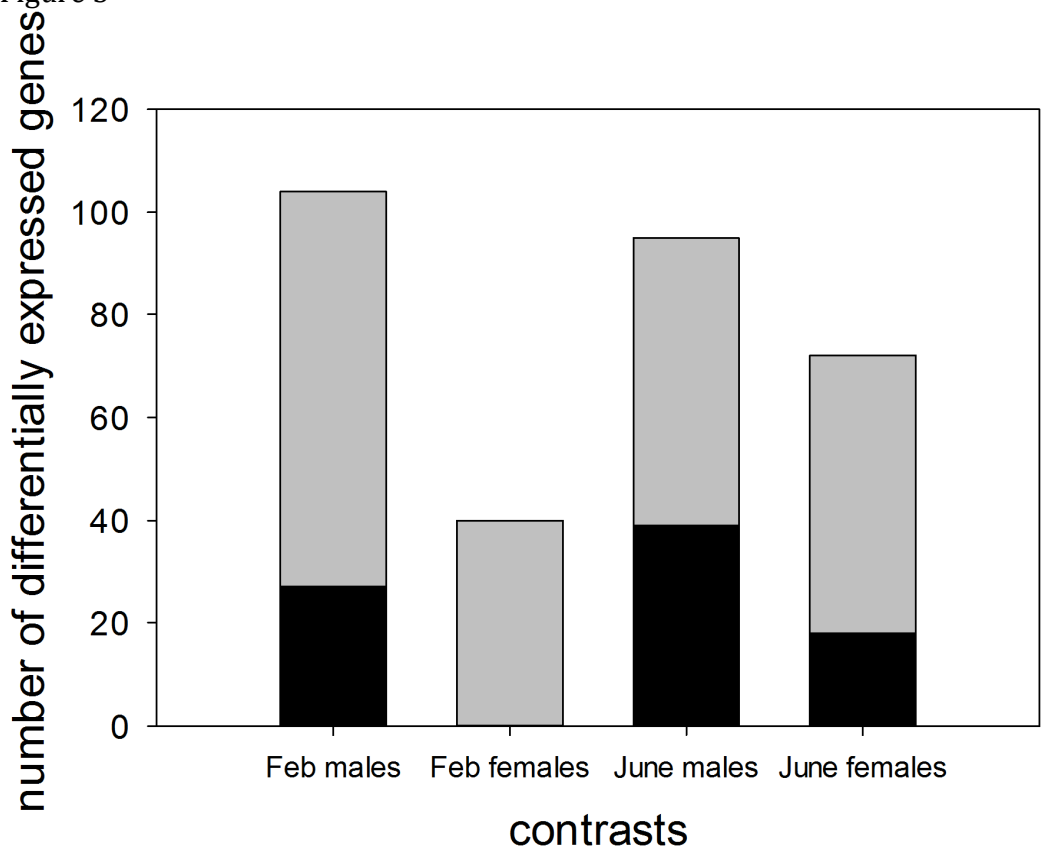 number of differentially expressed genes
120
100
80
60
40
20
0
Feb males
Feb females
June males
June females
contrasts